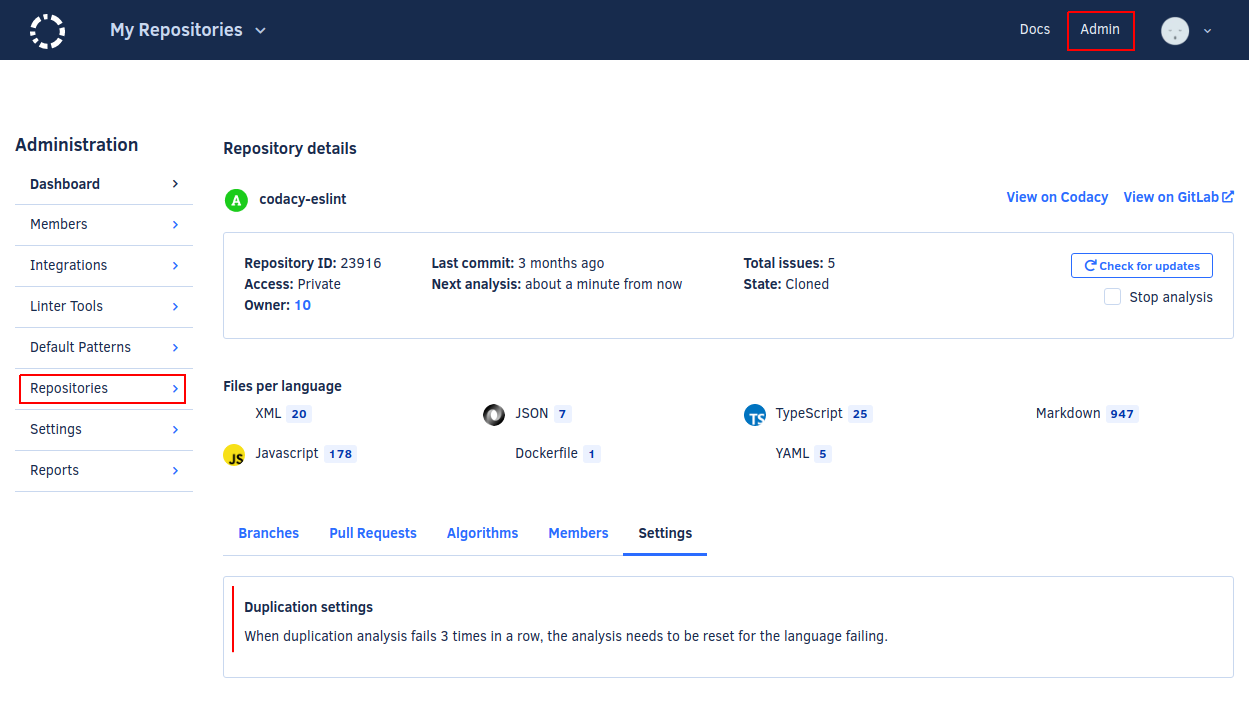 My Repositories
Docs
Admin
Administration
Dashboard
Members
Integrations
Linter Tools
Default Patterns
Repositories
Settings
Reports
Repository details
A codacy-eslint
View on Codacy
View on GitLab
Repository ID: 23916
Access: Private
Owner: 10
Last commit: 3 months ago
Next analysis: about a minute from now
Total issues: 5
State: Cloned
Check for updates
Stop analysis
Files per language
XML 20
JSON 7
TS TypeScript 25
Markdown 947
JS Javascript 178
Dockerfile 1
YAML 5
Branches
Pull Requests
Algorithms
Members
Settings
Duplication settings
When duplication analysis fails 3 times in a row, the analysis needs to be reset for the language failing.